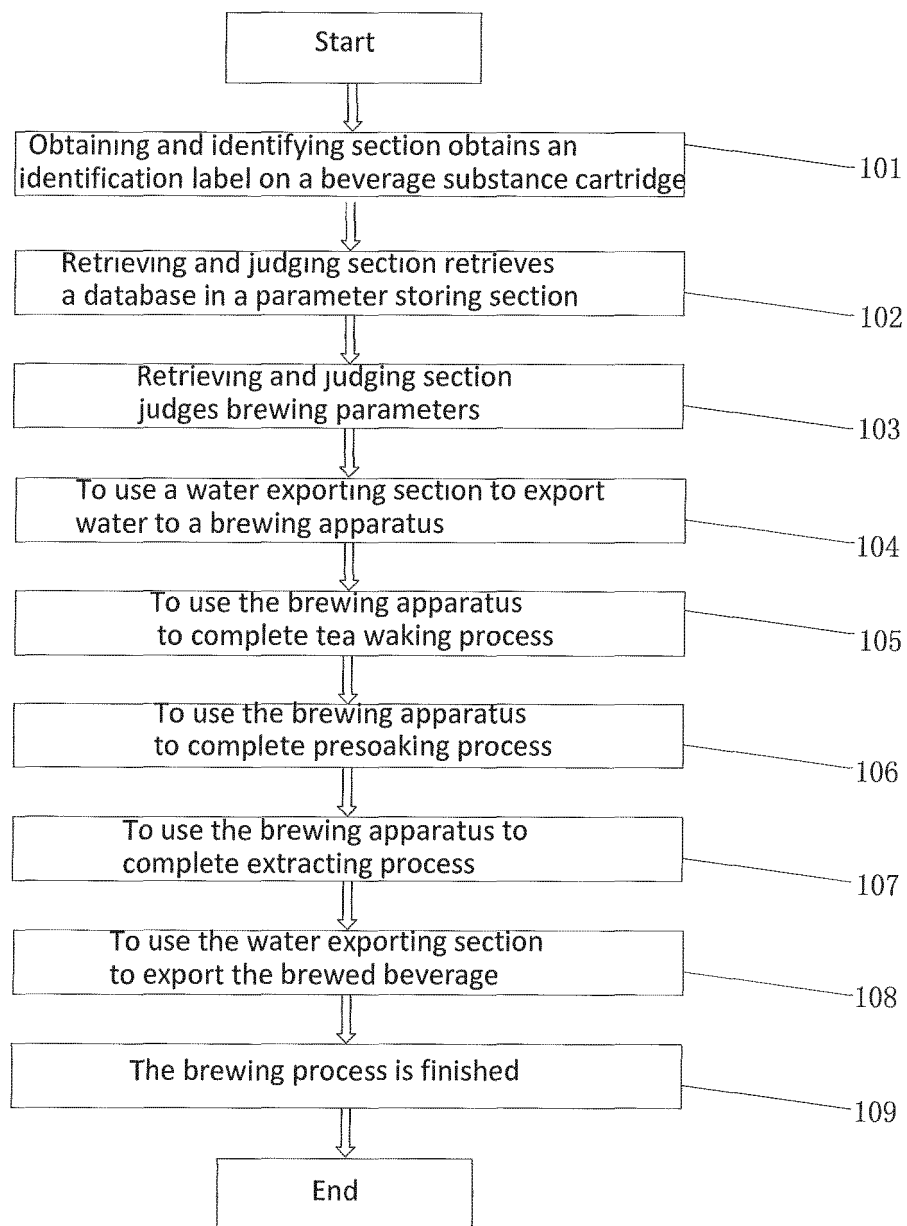 Start
Obtaining and identifying section obtains an
identification label on a beverage substance cartridge
101
Retrieving and judging section retrieves
a database in a parameter storing section
102
Retrieving and judging section
judges brewing parameters
103
To use a water exporting section to export
water to a brewing apparatus
104
To use the brewing apparatus
to complete tea waking process
105
To use the brewing apparatus
to complete presoaking process
106
To use the brewing apparatus to
complete extracting process
107
To use the water exporting section
to export the brewed beverage
108
The brewing process is finished
109
End